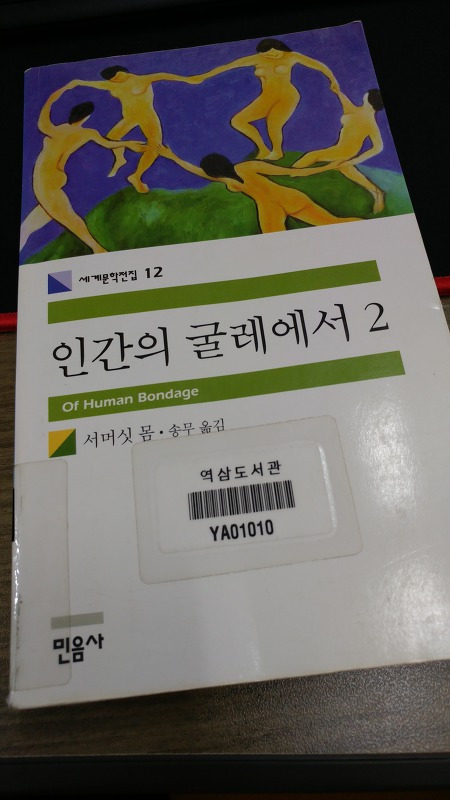 세계문학전집 12
인간의 굴레에서 2
Of Human Bondage
서머싯 몸 · 송무 옮김
역삼도서관
YA01010
민음사